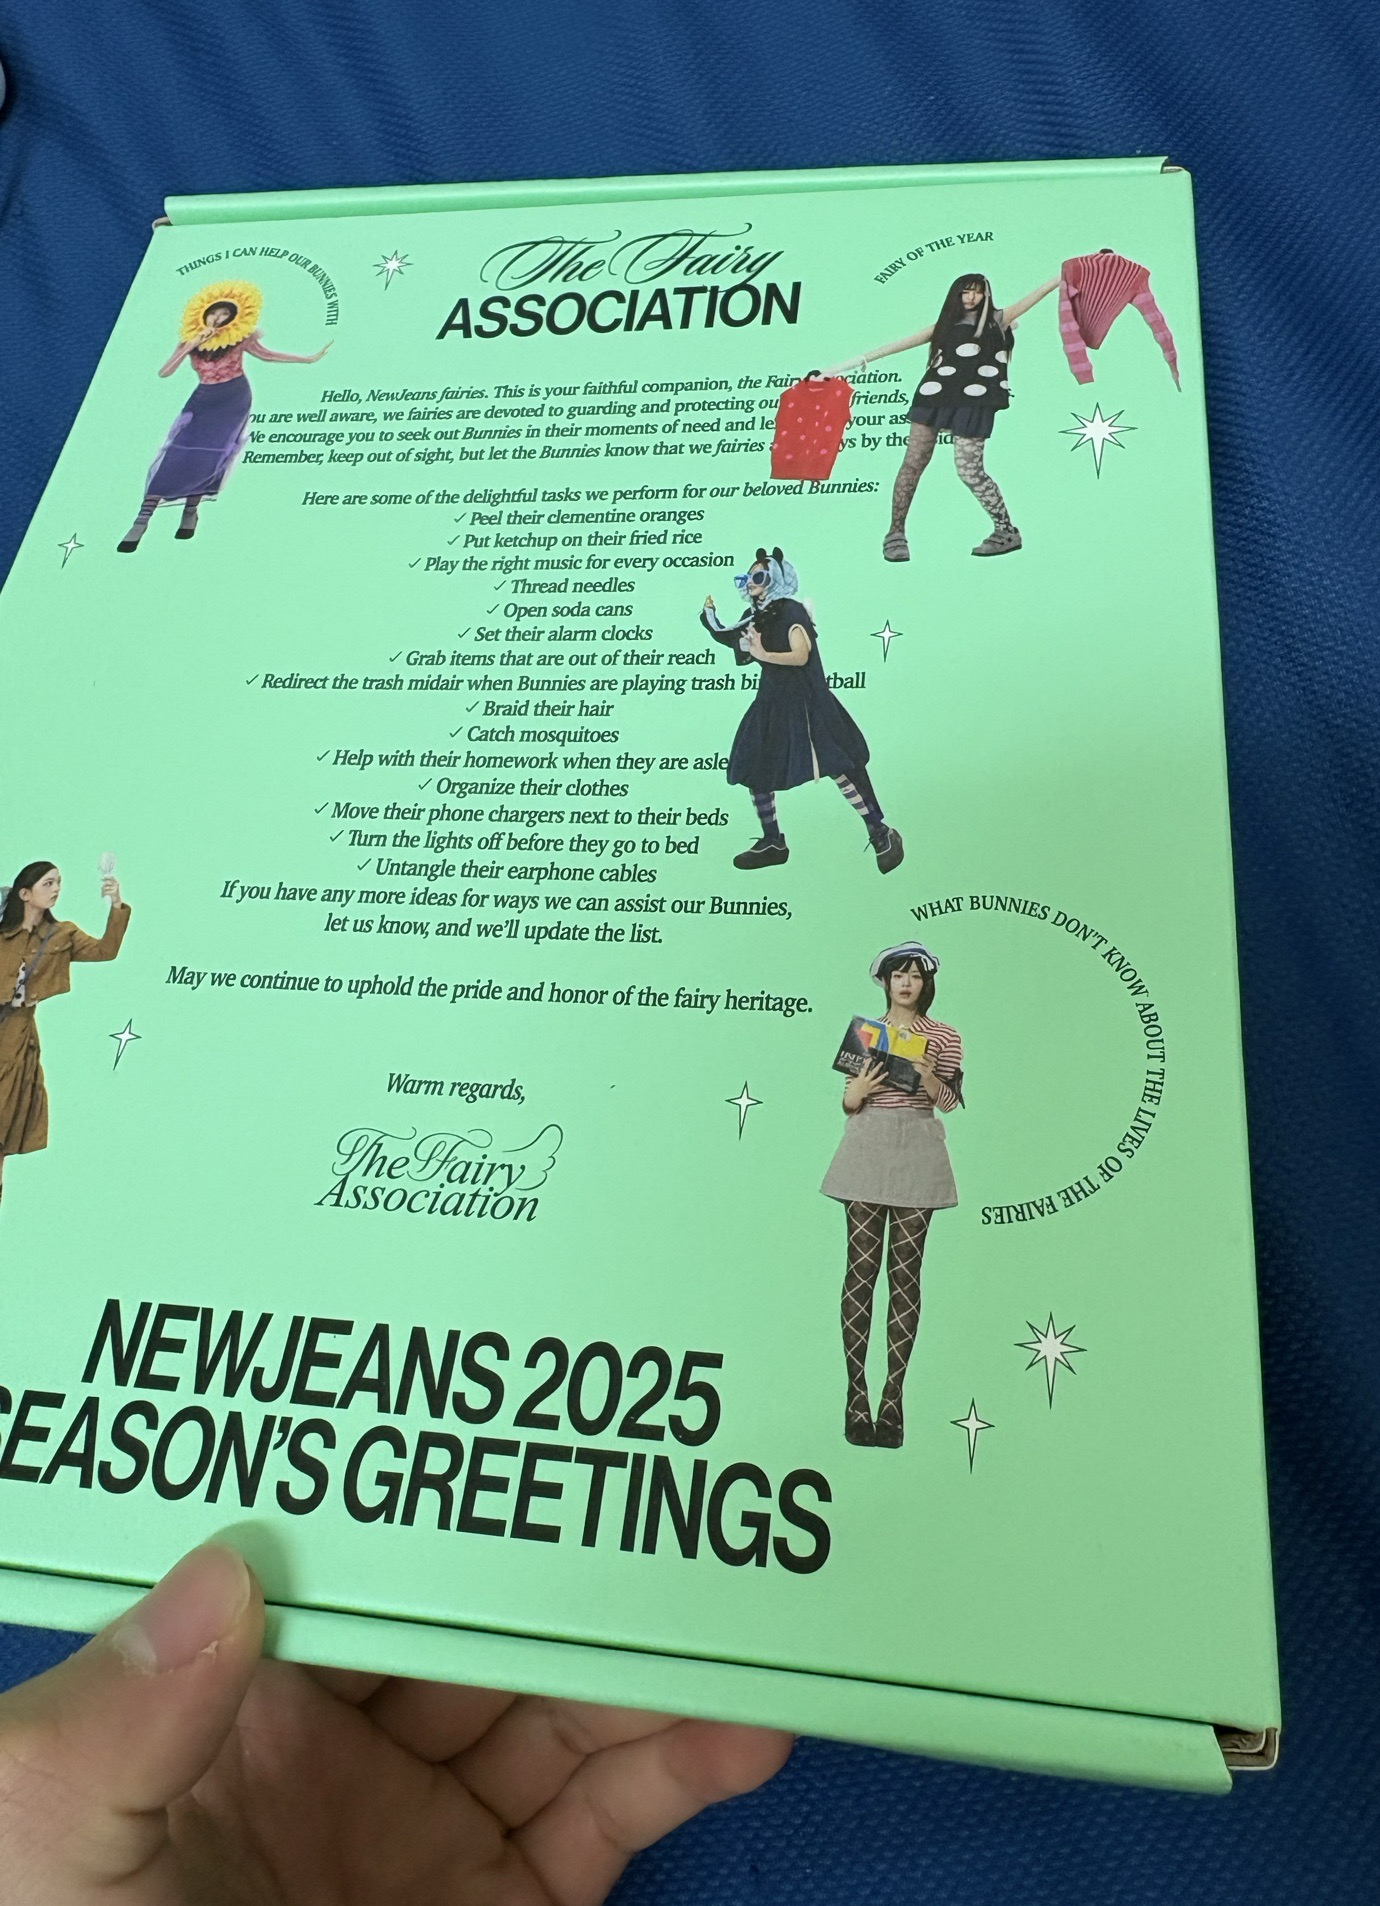 THINGS I CAN HELP OUR BUNNIES WITH
The Fairy
ASSOCIATION
FAIRY OF THE YEAR
Hello, NewJeans fairies. This is your faithful companion, the Fairy
are well aware, we fairies are devoted to guarding and protecting friends,
We encourage you to seek out Bunnies in their moments of need and your
Remember, keep out of sight, but let the Bunnies know that we fairies by
Here are some of the delightful tasks we perform for our beloved Bunnies:
✓ Peel their clementine oranges
✓ Put ketchup on their fried rice
✓ Play the right music for every occasion
✓ Thread needles
✓ Open soda cans
✓ Set their alarm clocks
✓ Grab items that are out of their reach
✓ Redirect the trash midair when Bunnies are playing trash
✓ Braid their hair
✓ Catch mosquitoes
✓ Help with their homework when they are
✓ Organize their clothes
✓ Move their phone chargers next to their beds
✓ Turn the lights off before they go to bed
✓ Untangle their earphone cables
If you have any more ideas for ways we can assist our Bunnies,
let us know, and we'll update the list.
May we continue to uphold the pride and honor of the fairy heritage.
WHAT BUNNIES DON'T KNOW ABOUT THE LIVES OF THE FAIRIES
Warm regards,
The Fairy
Association
NEWJEANS 2025
SEASON'S GREETINGS